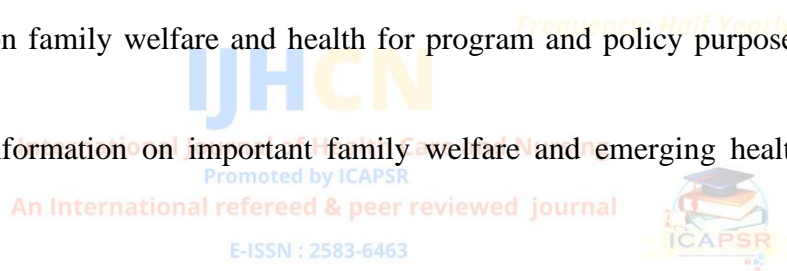 Frequency: Half Yearly
on family welfare and health for program and policy purpose
IJHCN
nformation on important family welfare and emerging healt
International Journal of Health Care and Nursing
Promoted by ICAPSR
An International refereed & peer reviewed journal
ICAPSR
E-ISSN : 2583-6463